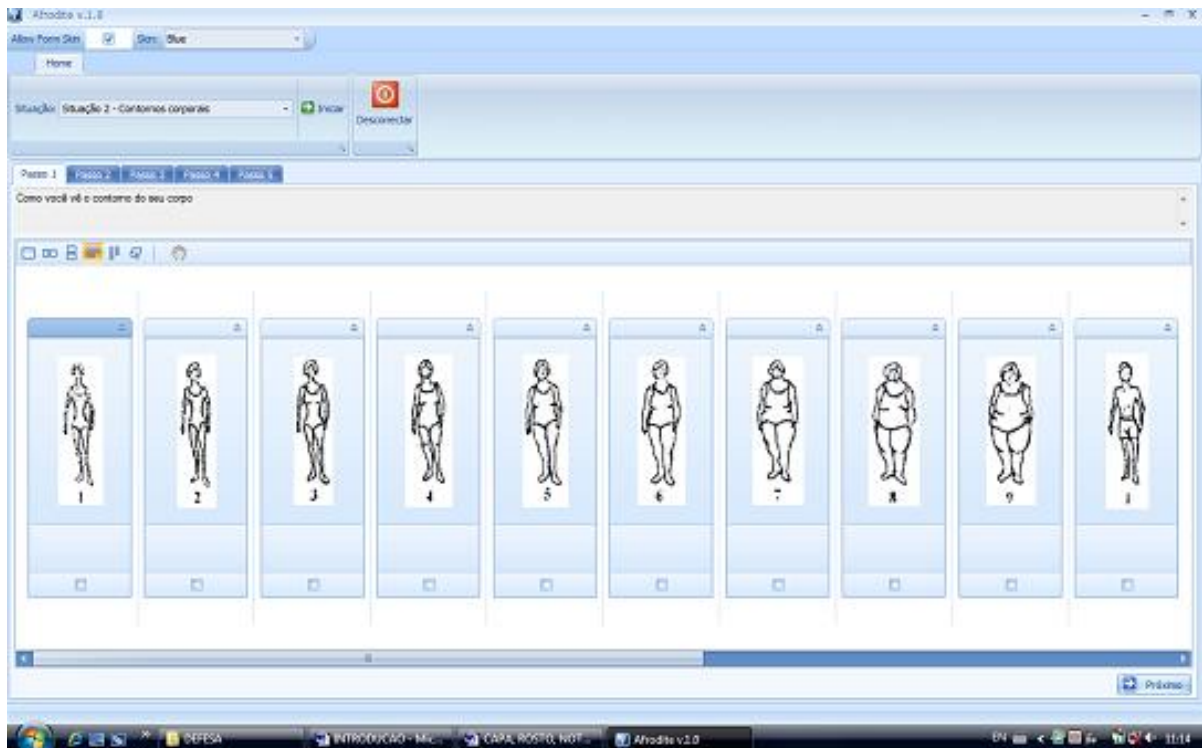 Afrodite v.1.0
Allow Form Skin Skin: Blue
Home
Situação: Situação 2 - Contornos corporais
Iniciar
Desconectar
Passo 1 Passo 2 Passo 3 Passo 4 Passo 5
Como você vê o contorno do seu corpo
1 2 3 4 5 6 7 8 9 1
Próximo
DEFESA INTRODUCAO - Mic... CAPA, ROSTO, NOT... Afrodite v.1.0 EN 11:14